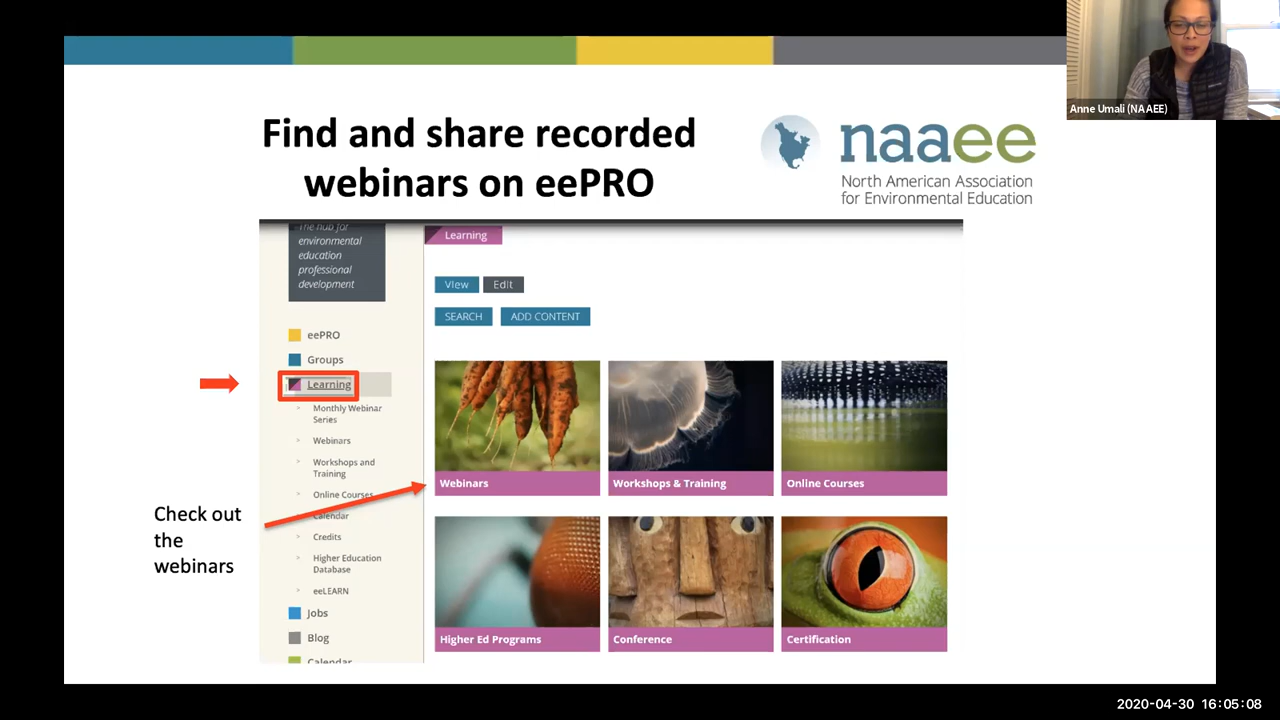 Anne Umali (NAAEE)
Find and share recorded
webinars on eePRO
naaee
North American Association
for Environmental Education
The hub for
environmental
education
professional
development
Learning
View
Edit
SEARCH
ADD CONTENT
eePRO
Groups
Learning
Monthly Webinar
Series
Webinars
Workshops and
Training
Online Courses
Calendar
Credits
Higher Education
Database
eeLEARN
Jobs
Blog
Calendar
Check out
the
webinars
Webinars
Workshops & Training
Online Courses
Higher Ed Programs
Conference
Certification
2020-04-30 16:05:08